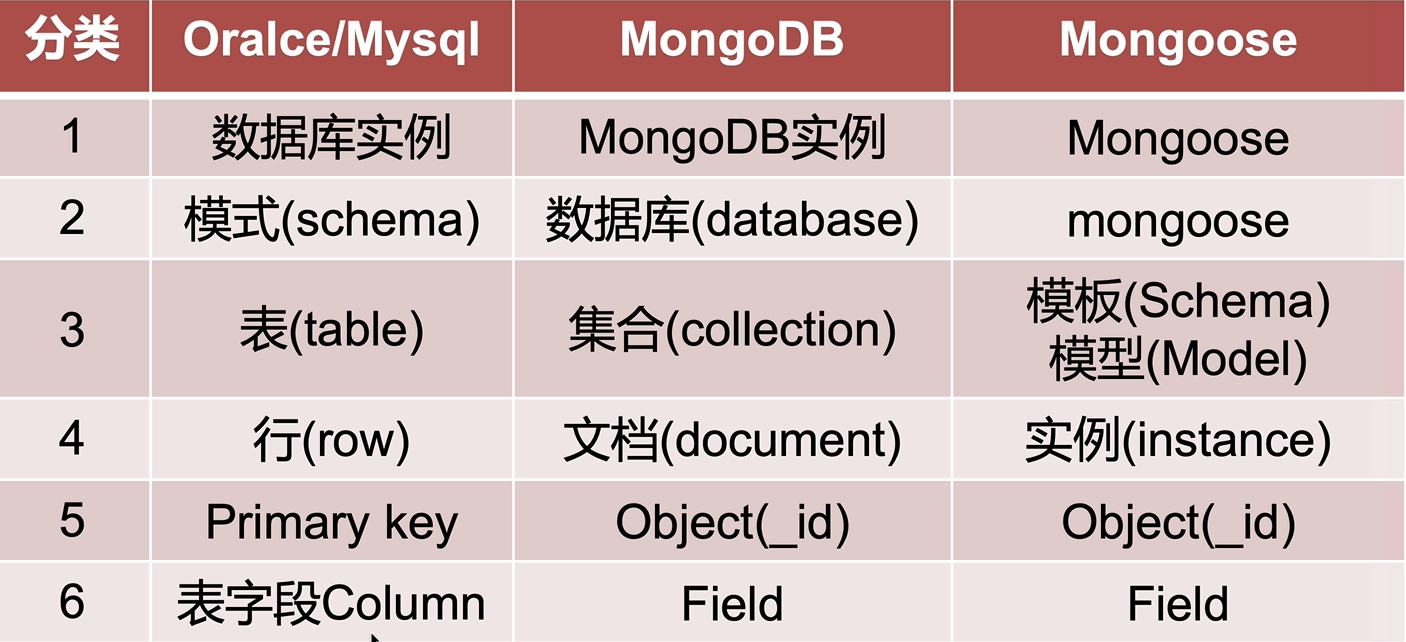 分类 Oralce/Mysql MongoDB Mongoose
1 数据库实例 MongoDB实例 Mongoose
2 模式(schema) 数据库(database) mongoose
3 表(table) 集合(collection) 模板(Schema)
模型(Model)
4 行(row) 文档(document) 实例(instance)
5 Primary key Object(_id) Object(_id)
6 表字段Column Field Field